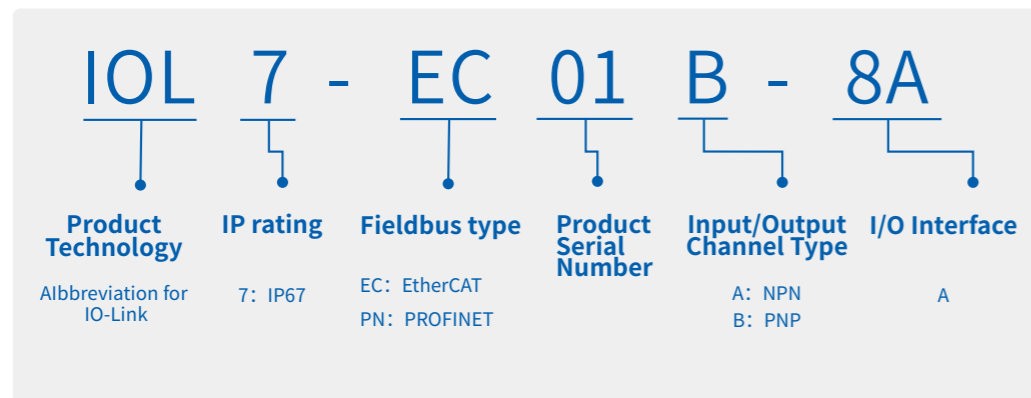 IOL 7 - EC 01 B - 8A
Product
Technology
AIbbreviation for
IO-Link
IP rating
7：IP67
Fieldbus type
EC：EtherCAT
PN：PROFINET
Product
Serial
Number
Input/Output
Channel Type
A：NPN
B：PNP
I/O Interface
A